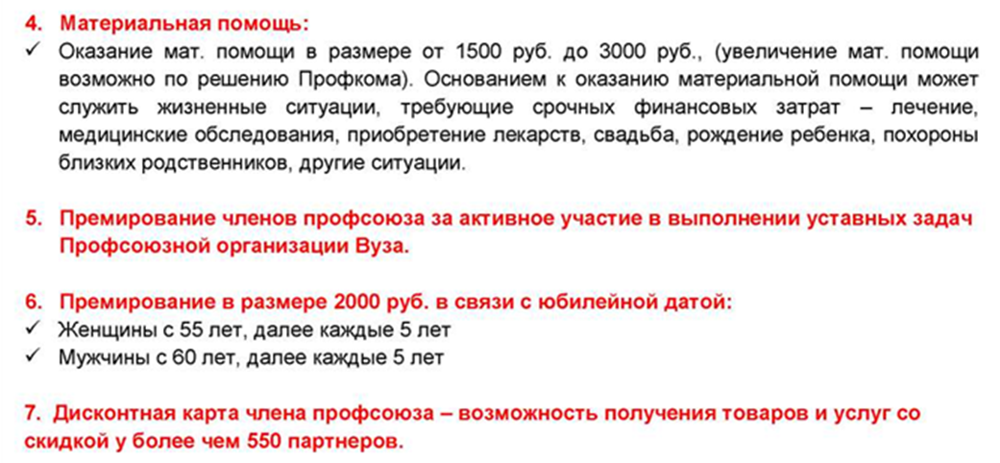 4. Материальная помощь:
✓ Оказание мат. помощи в размере от 1500 руб. до 3000 руб., (увеличение мат. помощи
возможно по решению Профкома). Основанием к оказанию материальной помощи может
служить жизненные ситуации, требующие срочных финансовых затрат – лечение,
медицинские обследования, приобретение лекарств, свадьба, рождение ребенка, похороны
близких родственников, другие ситуации.
5. Премирование членов профсоюза за активное участие в выполнении уставных задач
Профсоюзной организации Вуза.
6. Премирование в размере 2000 руб. в связи с юбилейной датой:
✓ Женщины с 55 лет, далее каждые 5 лет
✓ Мужчины с 60 лет, далее каждые 5 лет
7. Дисконтная карта члена профсоюза – возможность получения товаров и услуг со
скидкой у более чем 550 партнеров.